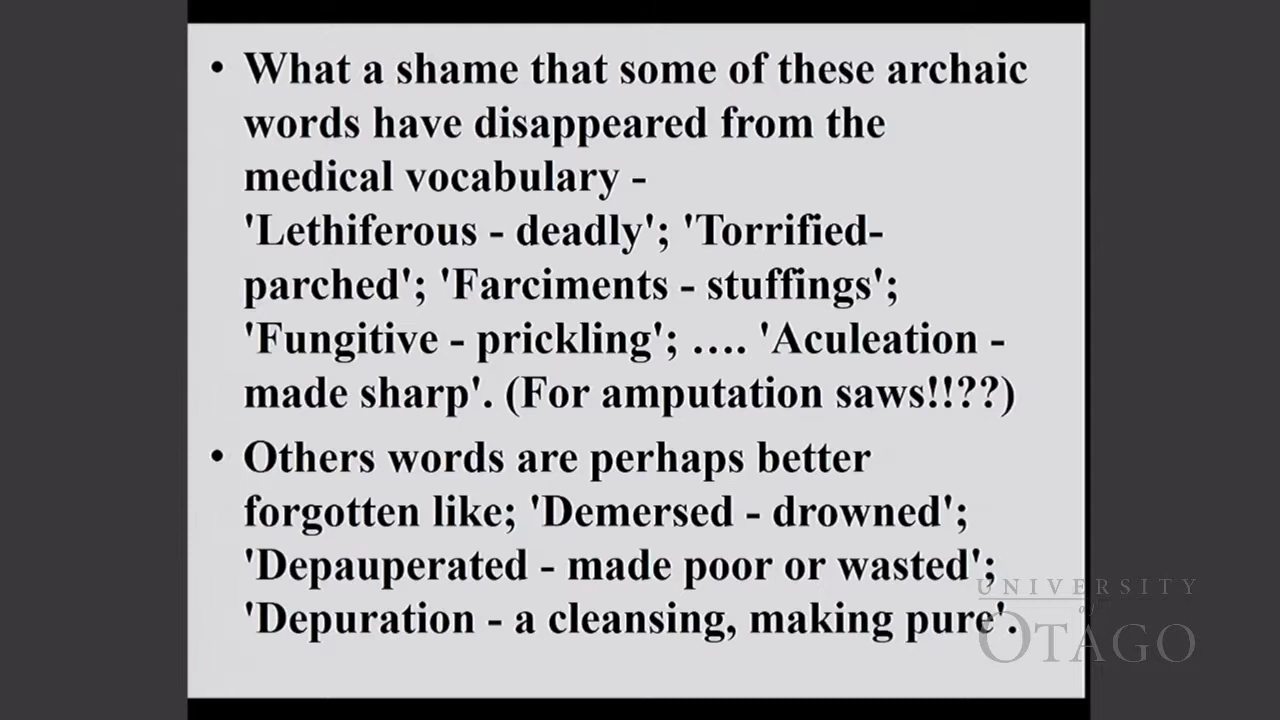 • What a shame that some of these archaic
words have disappeared from the
medical vocabulary -
'Lethiferous - deadly'; 'Torrified-
parched'; 'Farciments - stuffings';
'Fungitive - prickling'; …. 'Aculeation -
made sharp'. (For amputation saws!!??)
• Others words are perhaps better
forgotten like; 'Demersed - drowned';
'Depauperated - made poor or wasted';
'Depuration - a cleansing, making pure'.
UNIVERSITY
of
OTAGO